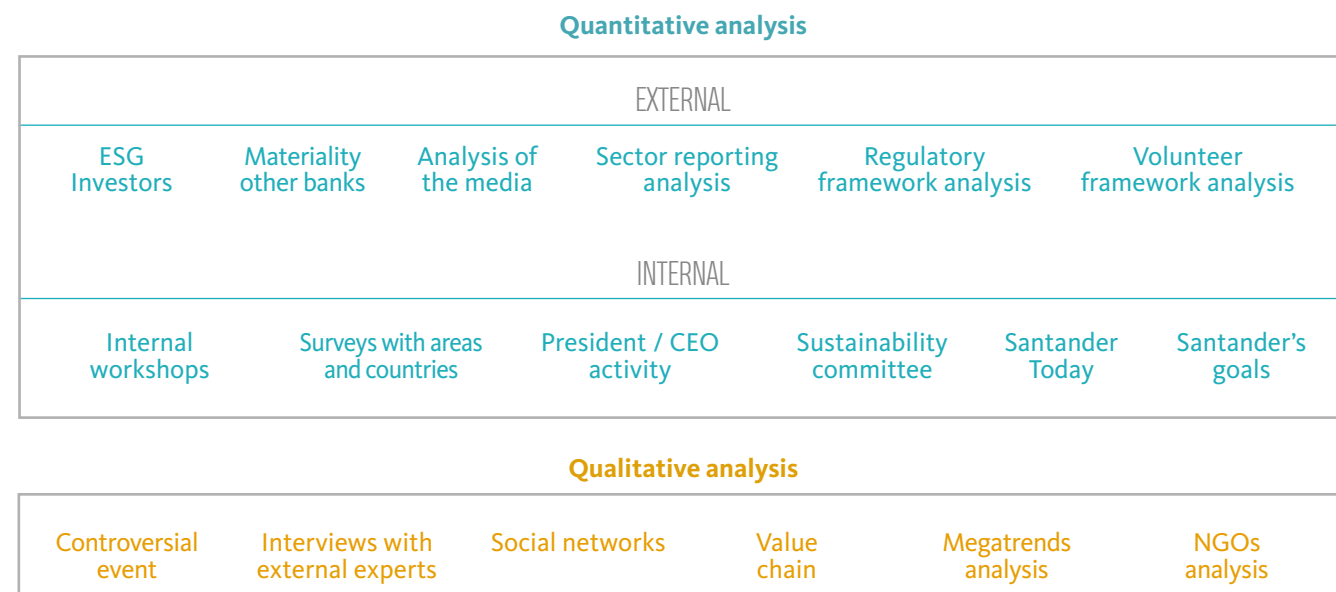 Quantitative analysis
EXTERNAL
ESG
Investors
Materiality
other banks
Analysis of
the media
Sector reporting
analysis
Regulatory
framework analysis
Volunteer
framework analysis
INTERNAL
Internal
workshops
Surveys with areas
and countries
President / CEO
activity
Sustainability
committee
Santander
Today
Santander's
goals
Qualitative analysis
Controversial
event
Interviews with
external experts
Social networks
Value
chain
Megatrends
analysis
NGOs
analysis